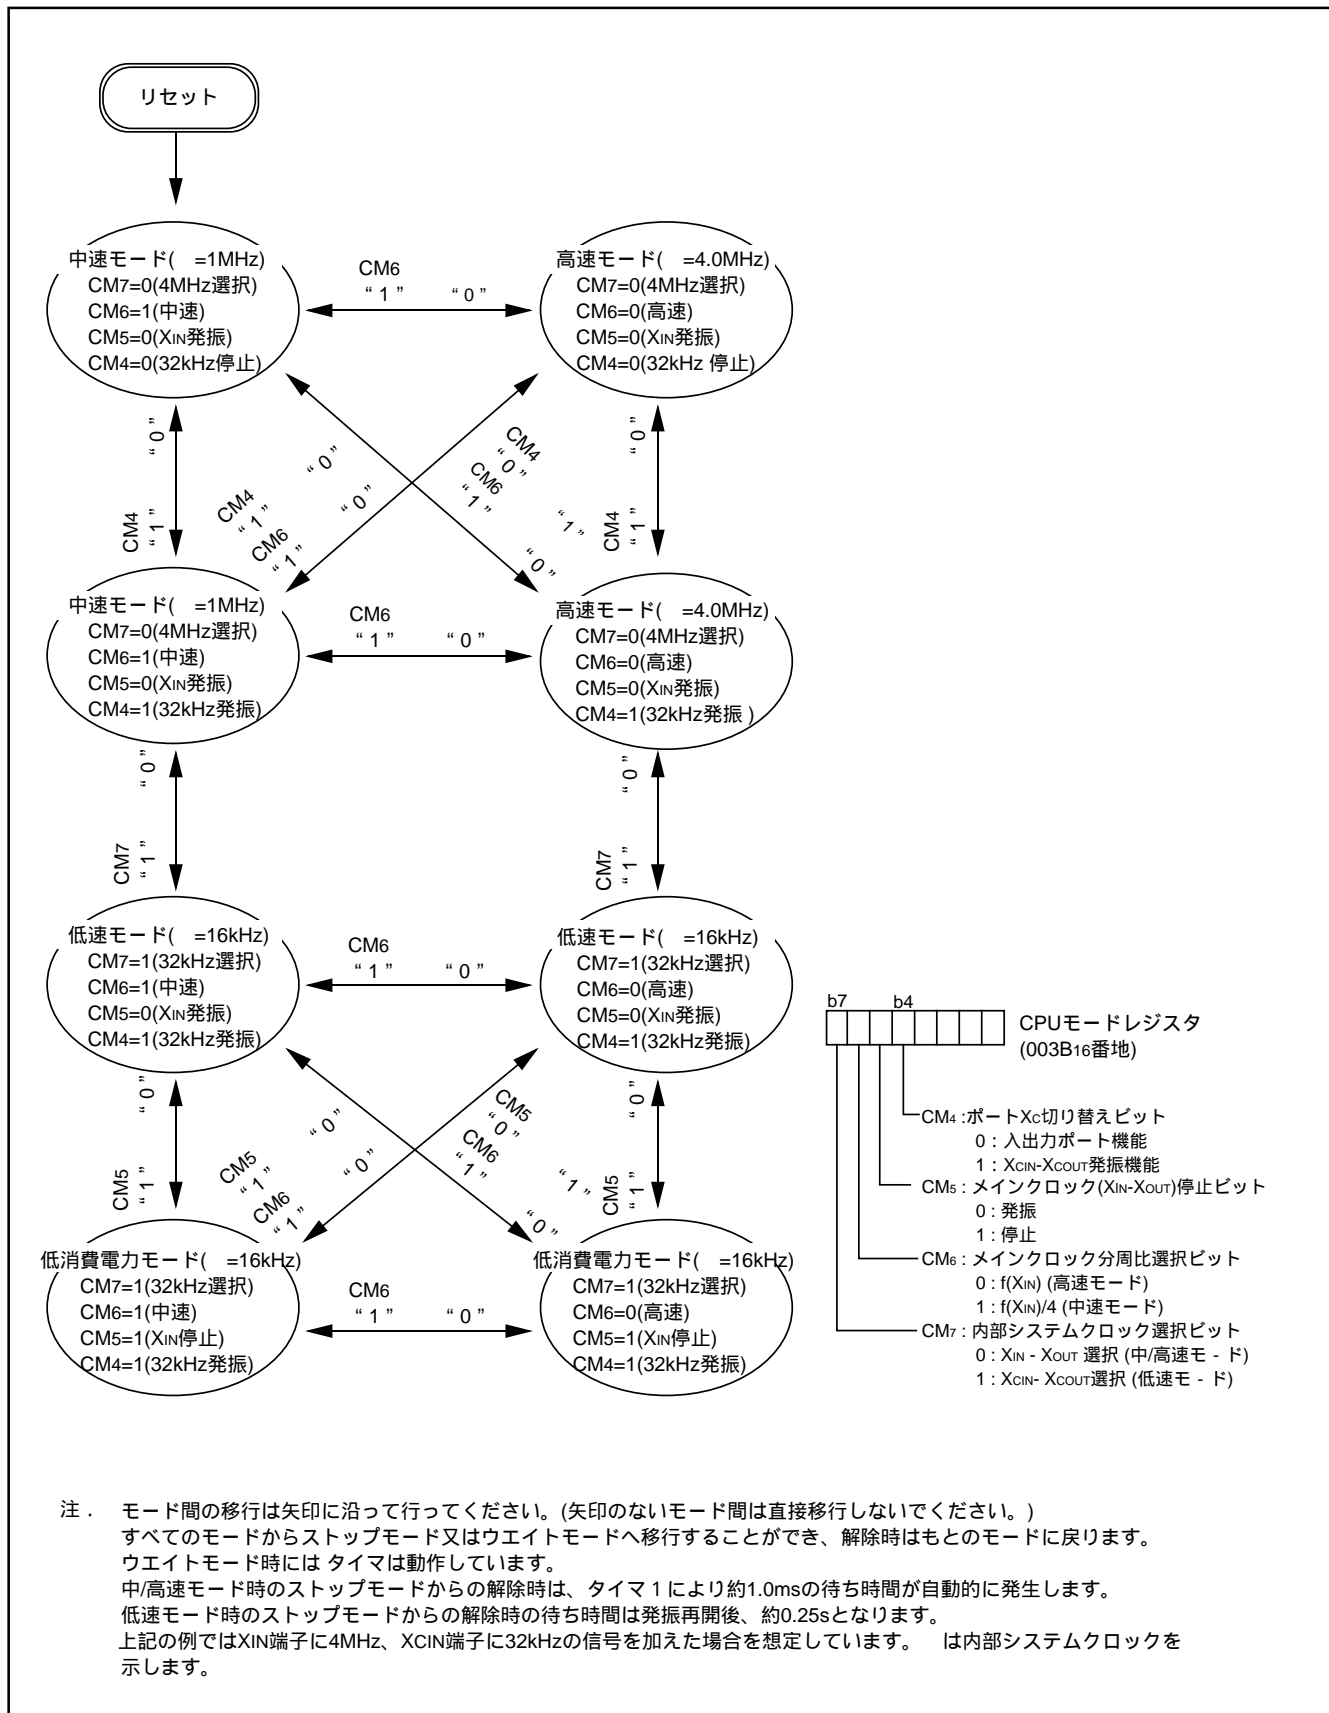 リセット
中速モード(　=1MHz)
CM7=0(4MHz選択)
CM6=1(中速)
CM5=0(XIN発振)
CM4=0(32kHz停止)
CM6
“ 1 ”　“ 0 ”
高速モード(　=4.0MHz)
CM7=0(4MHz選択)
CM6=0(高速)
CM5=0(XIN発振)
CM4=0(32kHz 停止)
CM4
“ 1 ”　“ 0 ”
CM4
“ 1 ”　“ 0 ”
CM6
“ 1 ”　“ 0 ”
CM4
“ 0 ”　“ 1 ”
CM6
“ 1 ”　“ 0 ”
CM4
“ 1 ”　“ 0 ”
中速モード(　=1MHz)
CM7=0(4MHz選択)
CM6=1(中速)
CM5=0(XIN発振)
CM4=1(32kHz発振)
CM6
“ 1 ”　“ 0 ”
高速モード(　=4.0MHz)
CM7=0(4MHz選択)
CM6=0(高速)
CM5=0(XIN発振)
CM4=1(32kHz発振 )
CM7
“ 1 ”　“ 0 ”
CM7
“ 1 ”　“ 0 ”
低速モード(　=16kHz)
CM7=1(32kHz選択)
CM6=1(中速)
CM5=0(XIN発振)
CM4=1(32kHz発振)
CM6
“ 1 ”　“ 0 ”
低速モード(　=16kHz)
CM7=1(32kHz選択)
CM6=0(高速)
CM5=0(XIN発振)
CM4=1(32kHz発振)
CM5
“ 1 ”　“ 0 ”
CM5
“ 1 ”　“ 0 ”
CM6
“ 1 ”　“ 0 ”
CM5
“ 0 ”　“ 1 ”
CM6
“ 1 ”　“ 0 ”
CM5
“ 1 ”　“ 0 ”
低消費電力モード(　=16kHz)
CM7=1(32kHz選択)
CM6=1(中速)
CM5=1(XIN停止)
CM4=1(32kHz発振)
CM6
“ 1 ”　“ 0 ”
低消費電力モード(　=16kHz)
CM7=1(32kHz選択)
CM6=0(高速)
CM5=1(XIN停止)
CM4=1(32kHz発振)
b7　b4
CPUモードレジスタ
(003B16番地)
CM4 :ポートXC切り替えビット
0 : 入出力ポート機能
1 : XCIN-XCOUT発振機能
CM5 : メインクロック(XIN-XOUT)停止ビット
0 : 発振
1 : 停止
CM6 : メインクロック分周比選択ビット
0 : f(XIN) (高速モード)
1 : f(XIN)/4 (中速モード)
CM7 : 内部システムクロック選択ビット
0 : XIN - XOUT 選択 (中/高速モ - ド)
1 : XCIN- XCOUT選択 (低速モ - ド)
注．　モード間の移行は矢印に沿って行ってください。(矢印のないモード間は直接移行しないでください。)
すべてのモードからストップモード又はウエイトモードへ移行することができ、解除時はもとのモードに戻ります。
ウエイトモード時には タイマは動作しています。
中/高速モード時のストップモードからの解除時は、タイマ１により約1.0msの待ち時間が自動的に発生します。
低速モード時のストップモードからの解除時の待ち時間は発振再開後、約0.25sとなります。
上記の例ではXIN端子に4MHz、XCIN端子に32kHzの信号を加えた場合を想定しています。　は内部システムクロックを
示します。